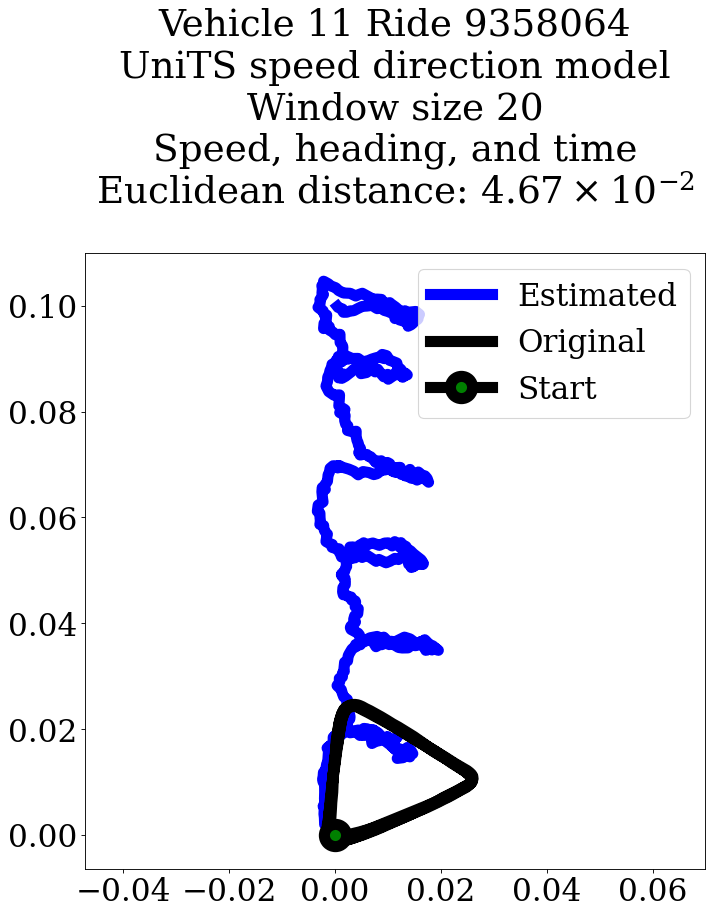 Vehicle 11 Ride 9358064
UniTS speed direction model
Window size 20
Speed, heading, and time
Euclidean distance: 4.67 × 10⁻²
Estimated
Original
Start
0.10
0.08
0.06
0.04
0.02
0.00
−0.04 −0.02 0.00 0.02 0.04 0.06